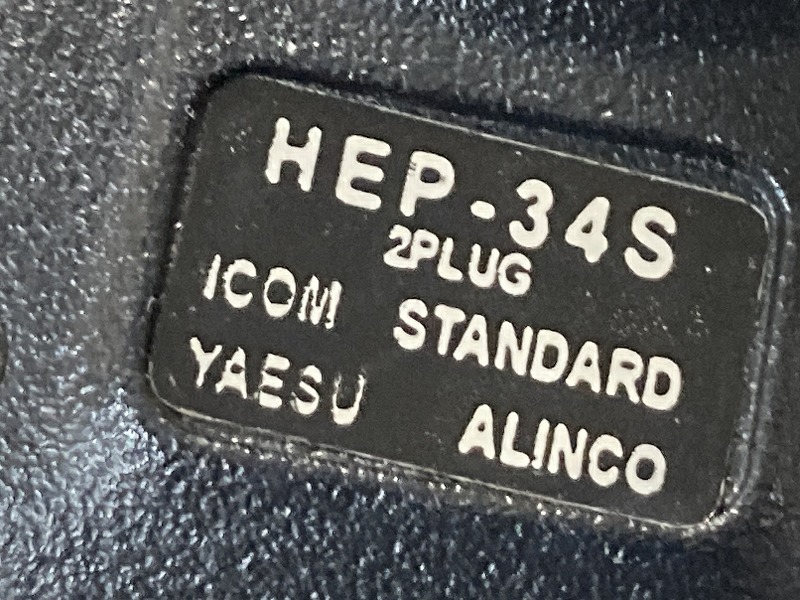 HEP-34S
2PLUG
ICOM STANDARD
YAESU ALINCO